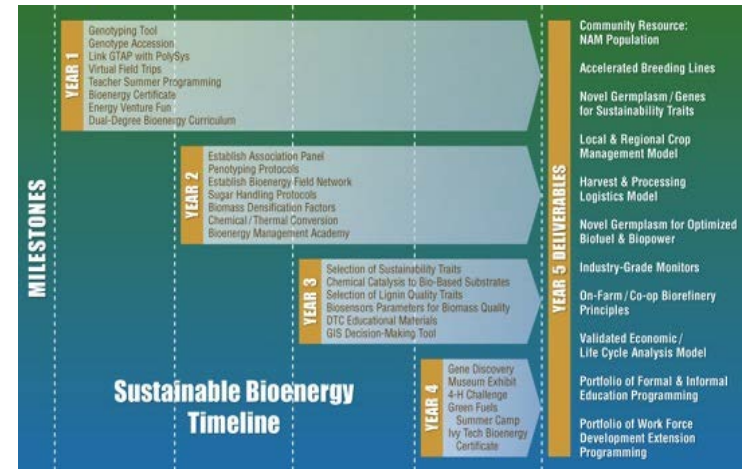 MILESTONES
YEAR 1
Genotyping Tool
Genotype Accession
Link GTAP with PolySys
Virtual Field Trips
Teacher Summer Programming
Bioenergy Certificate
Energy Venture Fun
Dual-Degree Bioenergy Curriculum
YEAR 2
Establish Association Panel
Penotyping Protocols
Establish Bioenergy Field Network
Sugar Handling Protocols
Biomass Densification Factors
Chemical/Thermal Conversion
Bioenergy Management Academy
YEAR 3
Selection of Sustainability Traits
Chemical Catalysis to Bio-Based Substrates
Selection of Lignin Quality Traits
Biosensors Parameters for Biomass Quality
DTC Educational Materials
GIS Decision-Making Tool
YEAR 4
Gene Discovery
Museum Exhibit
4-H Challenge
Green Fuels
Summer Camp
Ivy Tech Bioenergy
Certificate
Sustainable Bioenergy
Timeline
YEAR 5 DELIVERABLES
Community Resource:
NAM Population
Accelerated Breeding Lines
Novel Germplasm/Genes
for Sustainability Traits
Local & Regional Crop
Management Model
Harvest & Processing
Logistics Model
Novel Germplasm for Optimized
Biofuel & Biopower
Industry-Grade Monitors
On-Farm/Co-op Biorefinery
Principles
Validated Economic/
Life Cycle Analysis Model
Portfolio of Formal & Informal
Education Programming
Portfolio of Work Force
Development Extension
Programming